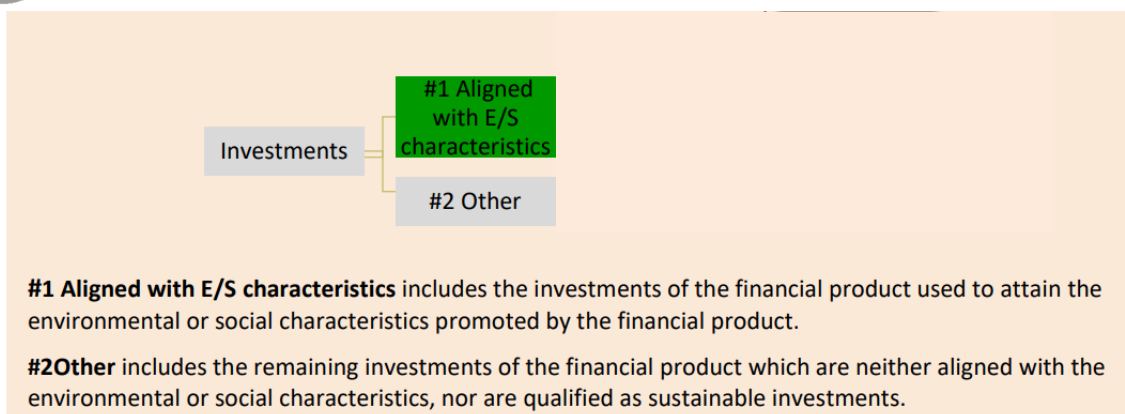 #1 Aligned
with E/S
characteristics
Investments
#2 Other
#1 Aligned with E/S characteristics includes the investments of the financial product used to attain the
environmental or social characteristics promoted by the financial product.
#2Other includes the remaining investments of the financial product which are neither aligned with the
environmental or social characteristics, nor are qualified as sustainable investments.